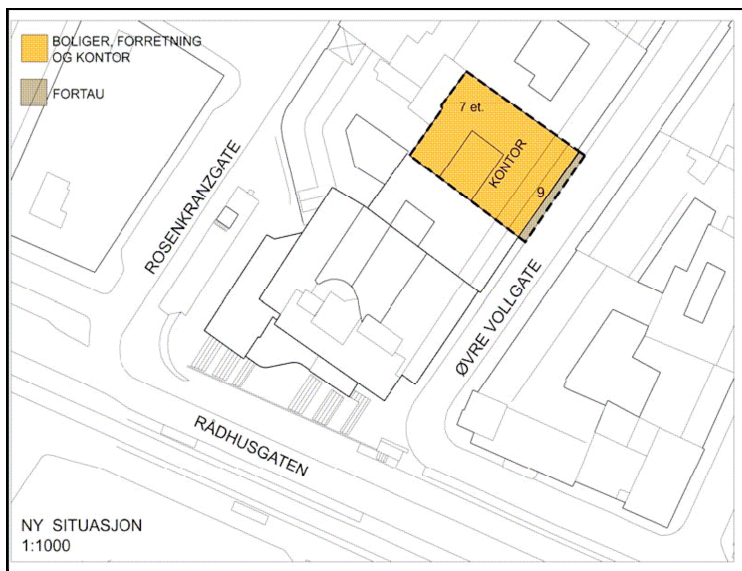 BOLIGER, FORRETNING
OG KONTOR
FORTAU
7 et.
KONTOR
9
ROSENKRANZGATE
ØVRE VOLLGATE
RÅDHUSGATEN
NY SITUASJON
1:1000